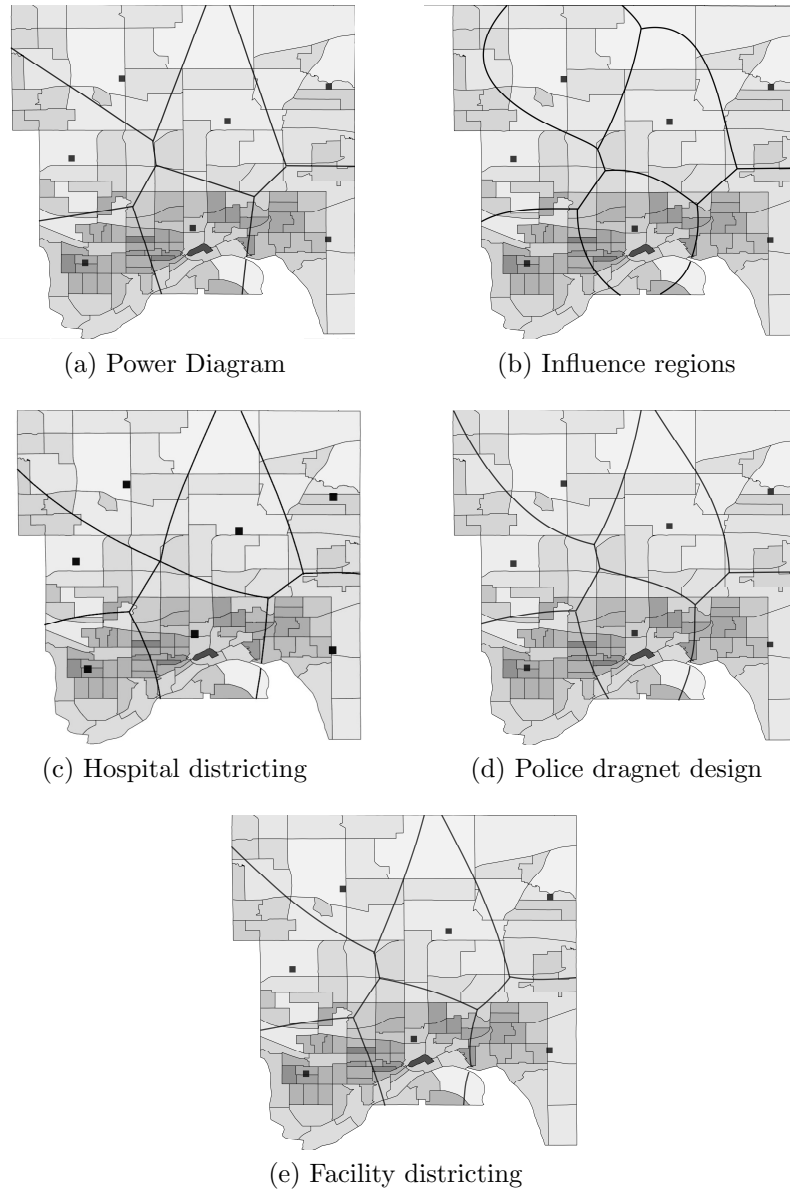 (a) Power Diagram
(b) Influence regions
(c) Hospital districting
(d) Police dragnet design
(e) Facility districting